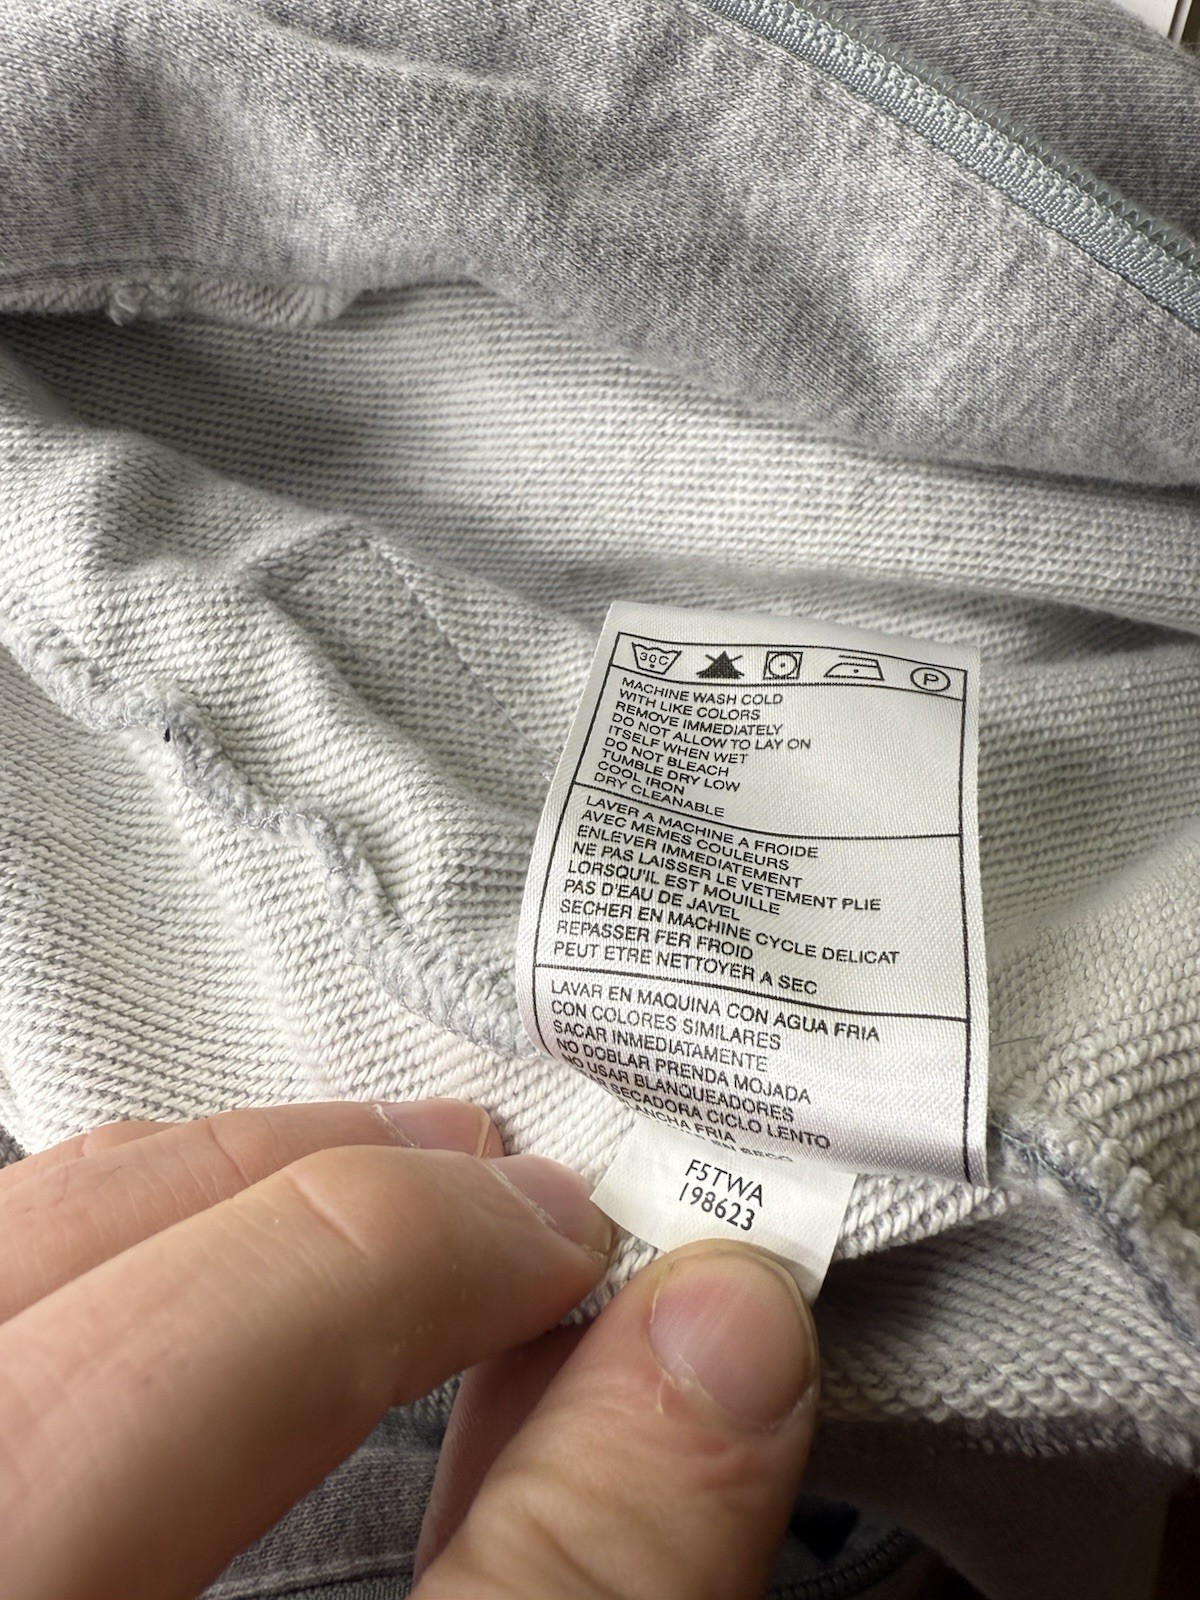 30C
P
MACHINE WASH COLD
WITH LIKE COLORS
REMOVE IMMEDIATELY
DO NOT ALLOW TO LAY ON
ITSELF WHEN WET
DO NOT BLEACH
TUMBLE DRY LOW
COOL IRON
DRY CLEANABLE
LAVER A MACHINE A FROIDE
AVEC MEMES COULEURS
ENLEVER IMMEDIATEMENT
NE PAS LAISSER LE VETEMENT PLIE
LORSQU'IL EST MOUILLE
PAS D'EAU DE JAVEL
SECHER EN MACHINE CYCLE DELICAT
REPASSER FER FROID
PEUT ETRE NETTOYER A SEC
LAVAR EN MAQUINA CON AGUA FRIA
CON COLORES SIMILARES
SACAR INMEDIATAMENTE
NO DOBLAR PRENDA MOJADA
NO USAR BLANQUEADORES
SECADORA CICLO LENTO
FRIA
F5TWA
198623